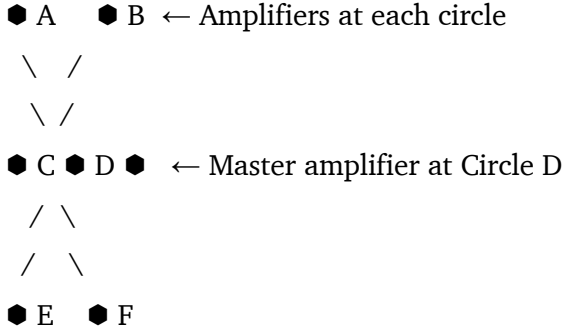 ⬢ A ⬢ B ← Amplifiers at each circle
\ /
\ /
⬢ C ⬢ D ⬢ ← Master amplifier at Circle D
/ \
/ \
⬢ E ⬢ F